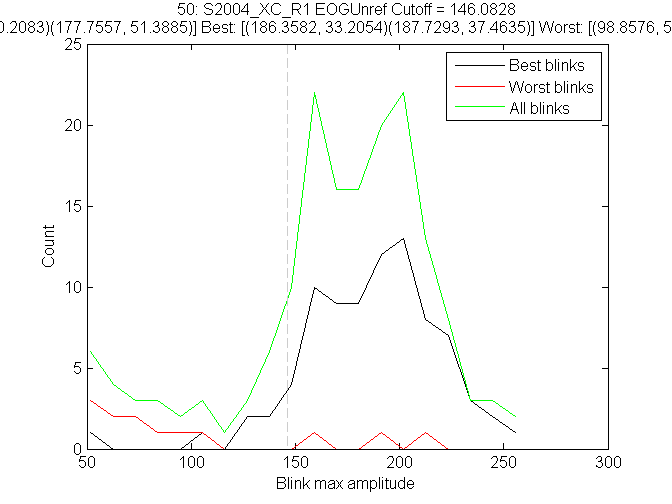 50: S2004_XC_R1 EOGUnref Cutoff = 146.0828
0.2083)(177.7557, 51.3885)] Best: [(186.3582, 33.2054)(187.7293, 37.4635)] Worst: [(98.8576, 5
Best blinks
Worst blinks
All blinks
25
20
15
10
5
0
Count
50 100 150 200 250 300
Blink max amplitude